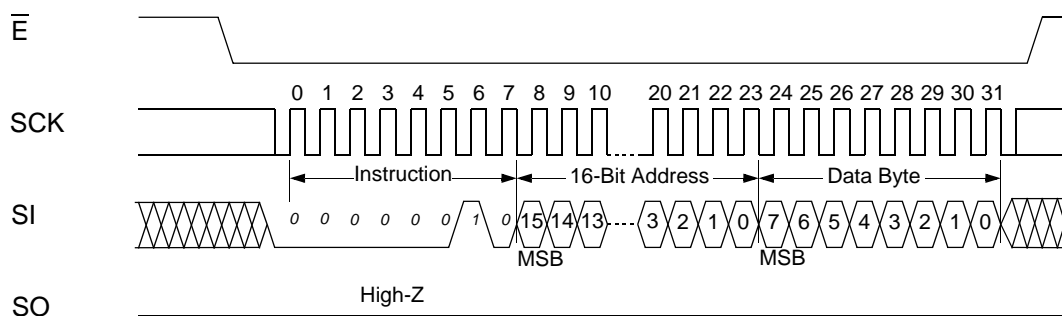 E
0 1 2 3 4 5 6 7 8 9 10 20 21 22 23 24 25 26 27 28 29 30 31
SCK
Instruction 16-Bit Address Data Byte
SI 0 0 0 0 0 0 1 0 15 14 13 3 2 1 0 7 6 5 4 3 2 1 0
MSB MSB
High-Z
SO